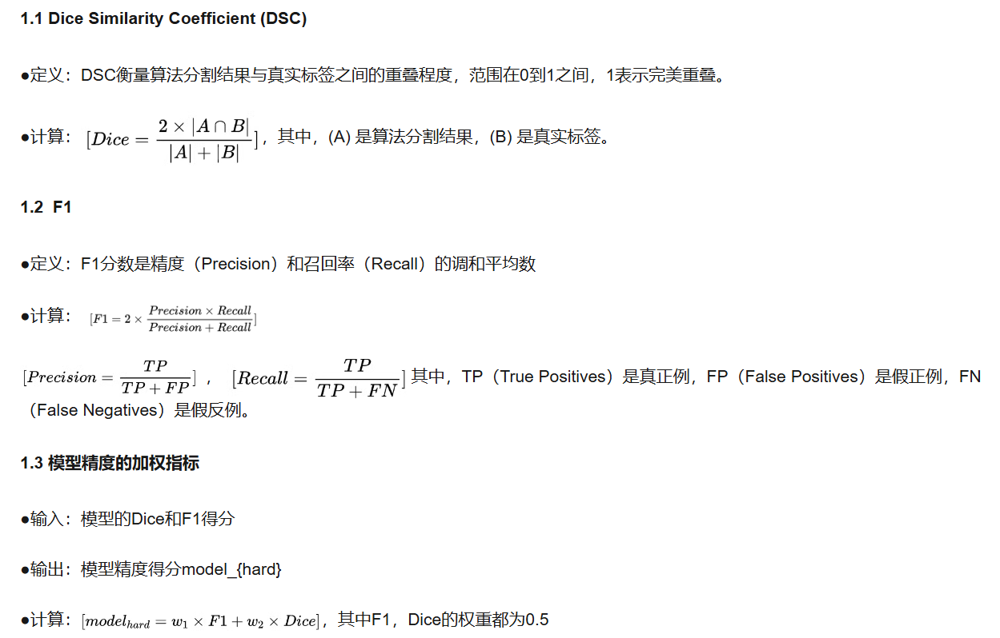 1.1 Dice Similarity Coefficient (DSC)
●定义：DSC衡量算法分割结果与真实标签之间的重叠程度，范围在0到1之间，1表示完美重叠。
●计算： [Dice = \frac{2 × |A ∩ B|}{|A| + |B|}]，其中，(A) 是算法分割结果，(B) 是真实标签。
1.2 F1
●定义：F1分数是精度（Precision）和召回率（Recall）的调和平均数
●计算： [F1 = 2 × \frac{Precision × Recall}{Precision + Recall}]
[Precision = \frac{TP}{TP + FP}] ， [Recall = \frac{TP}{TP + FN}] 其中，TP（True Positives）是真正例，FP（False Positives）是假正例，FN
（False Negatives）是假反例。
1.3 模型精度的加权指标
●输入：模型的Dice和F1得分
●输出：模型精度得分model_{hard}
●计算：[model_{hard} = w_1 × F1 + w_2 × Dice]，其中F1，Dice的权重都为0.5